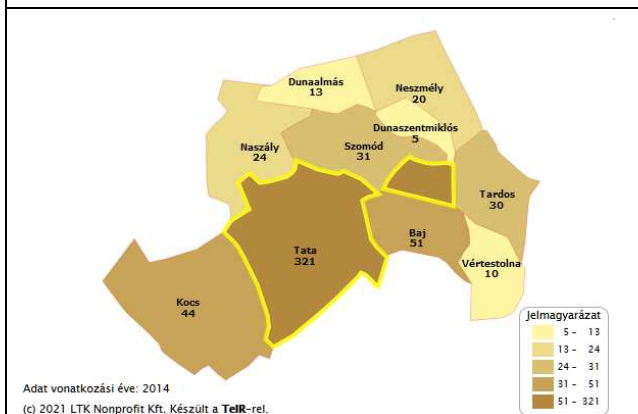 Dunaalmás
13
Neszmély
20
Dunaszentmiklós
5
Naszály
24
Szomód
31
Tardos
30
Baj
51
Tata
321
Vértestolna
10
Kocs
44
Jelmagyarázat
5 - 13
13 - 24
24 - 31
31 - 51
51 - 321
Adat vonatkozási éve: 2014
(c) 2021 LTK Nonprofit Kft. Készült a TeIR-rel.